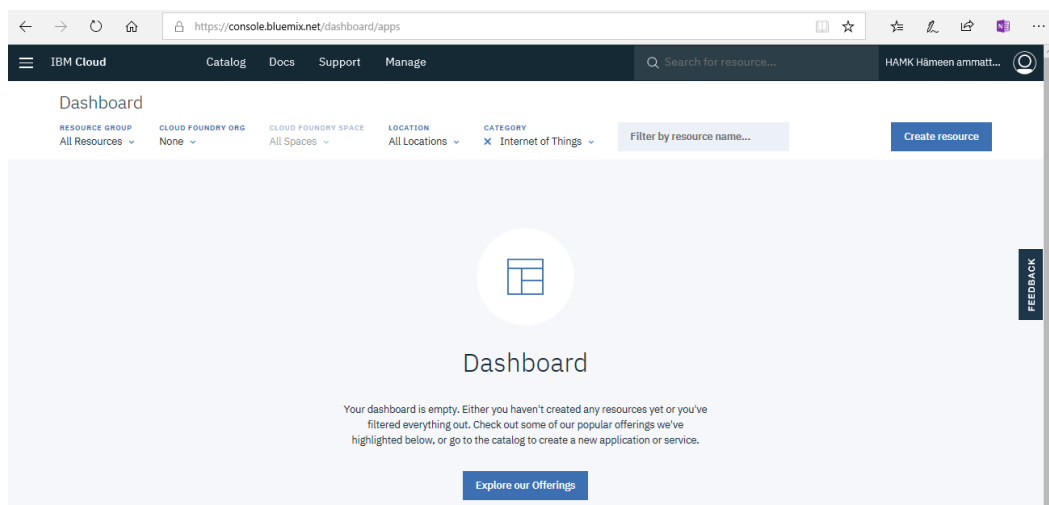 https://console.bluemix.net/dashboard/apps
IBM Cloud Catalog Docs Support Manage Search for resource... HAMK Hämeen ammatt...
Dashboard
RESOURCE GROUP CLOUD FOUNDRY ORG CLOUD FOUNDRY SPACE LOCATION CATEGORY
All Resources None All Spaces All Locations Internet of Things Filter by resource name... Create resource
FEEDBACK
Dashboard
Your dashboard is empty. Either you haven't created any resources yet or you've
filtered everything out. Check out some of our popular offerings we've
highlighted below, or go to the catalog to create a new application or service.
Explore our Offerings